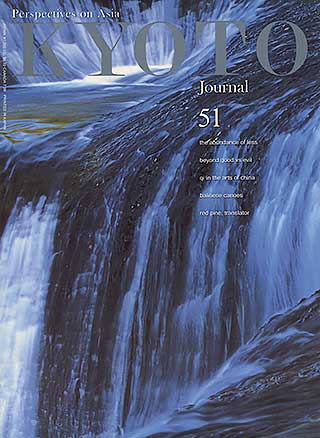 Perspectives on Asia
KYOTO
Journal
51
the abundance of less
beyond good vs evil
qi in the arts of china
balinese canoes
red pine, translator